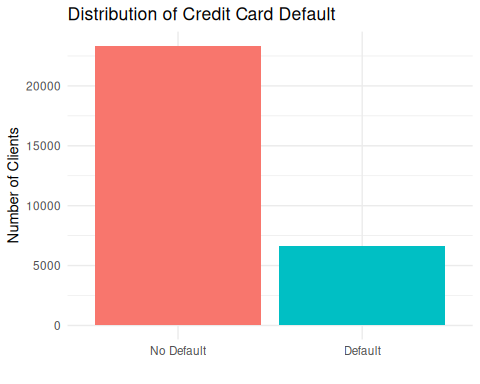 Distribution of Credit Card Default
Number of Clients
20000
15000
10000
5000
0
No Default
Default